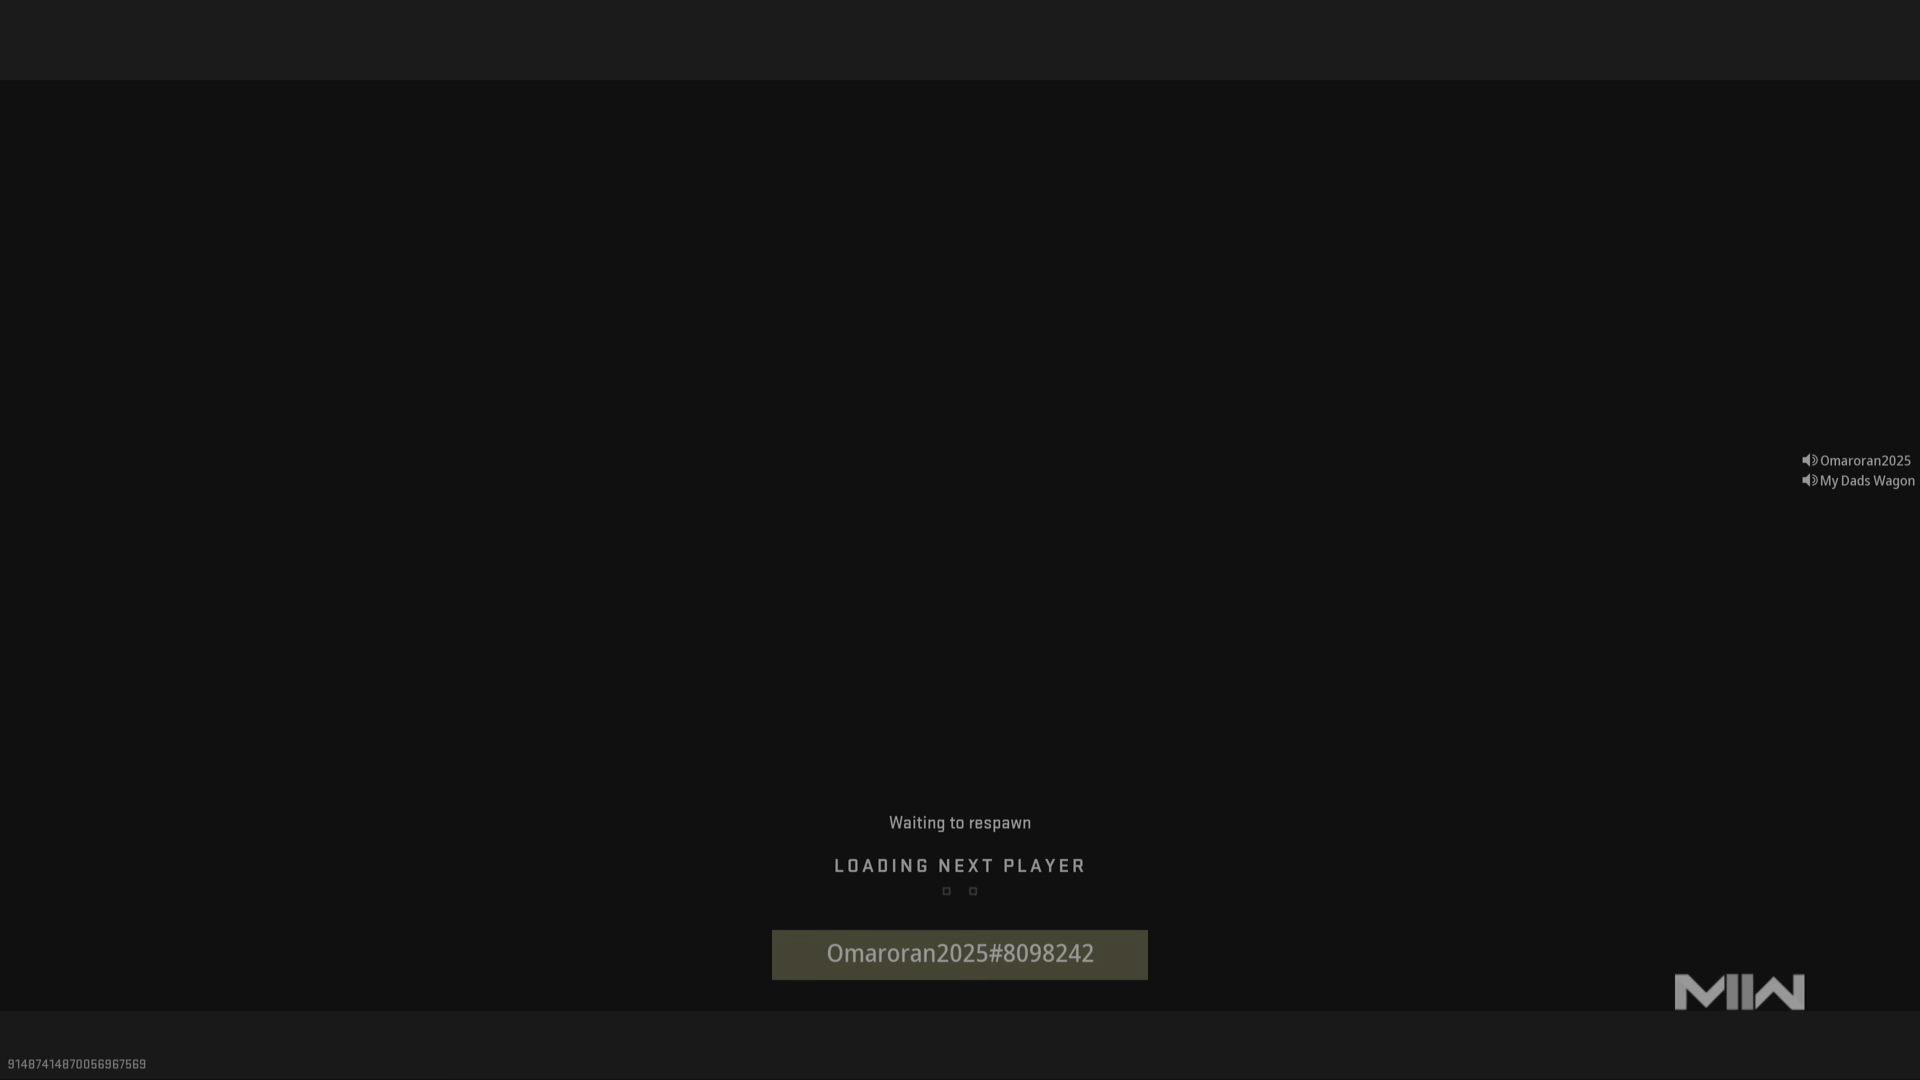 Omaroran2025
My Dads Wagon
Waiting to respawn
LOADING NEXT PLAYER
Omaroran2025#8098242
MW
91487414870056967569